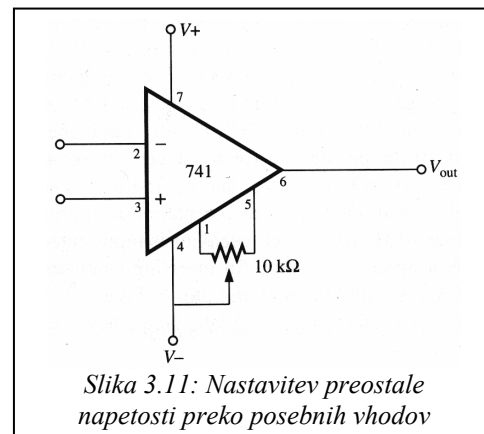 V+
7
2
−
741
6
Vout
3
+
5
1
4
10 kΩ
V−
Slika 3.11: Nastavitev preostale
napetosti preko posebnih vhodov